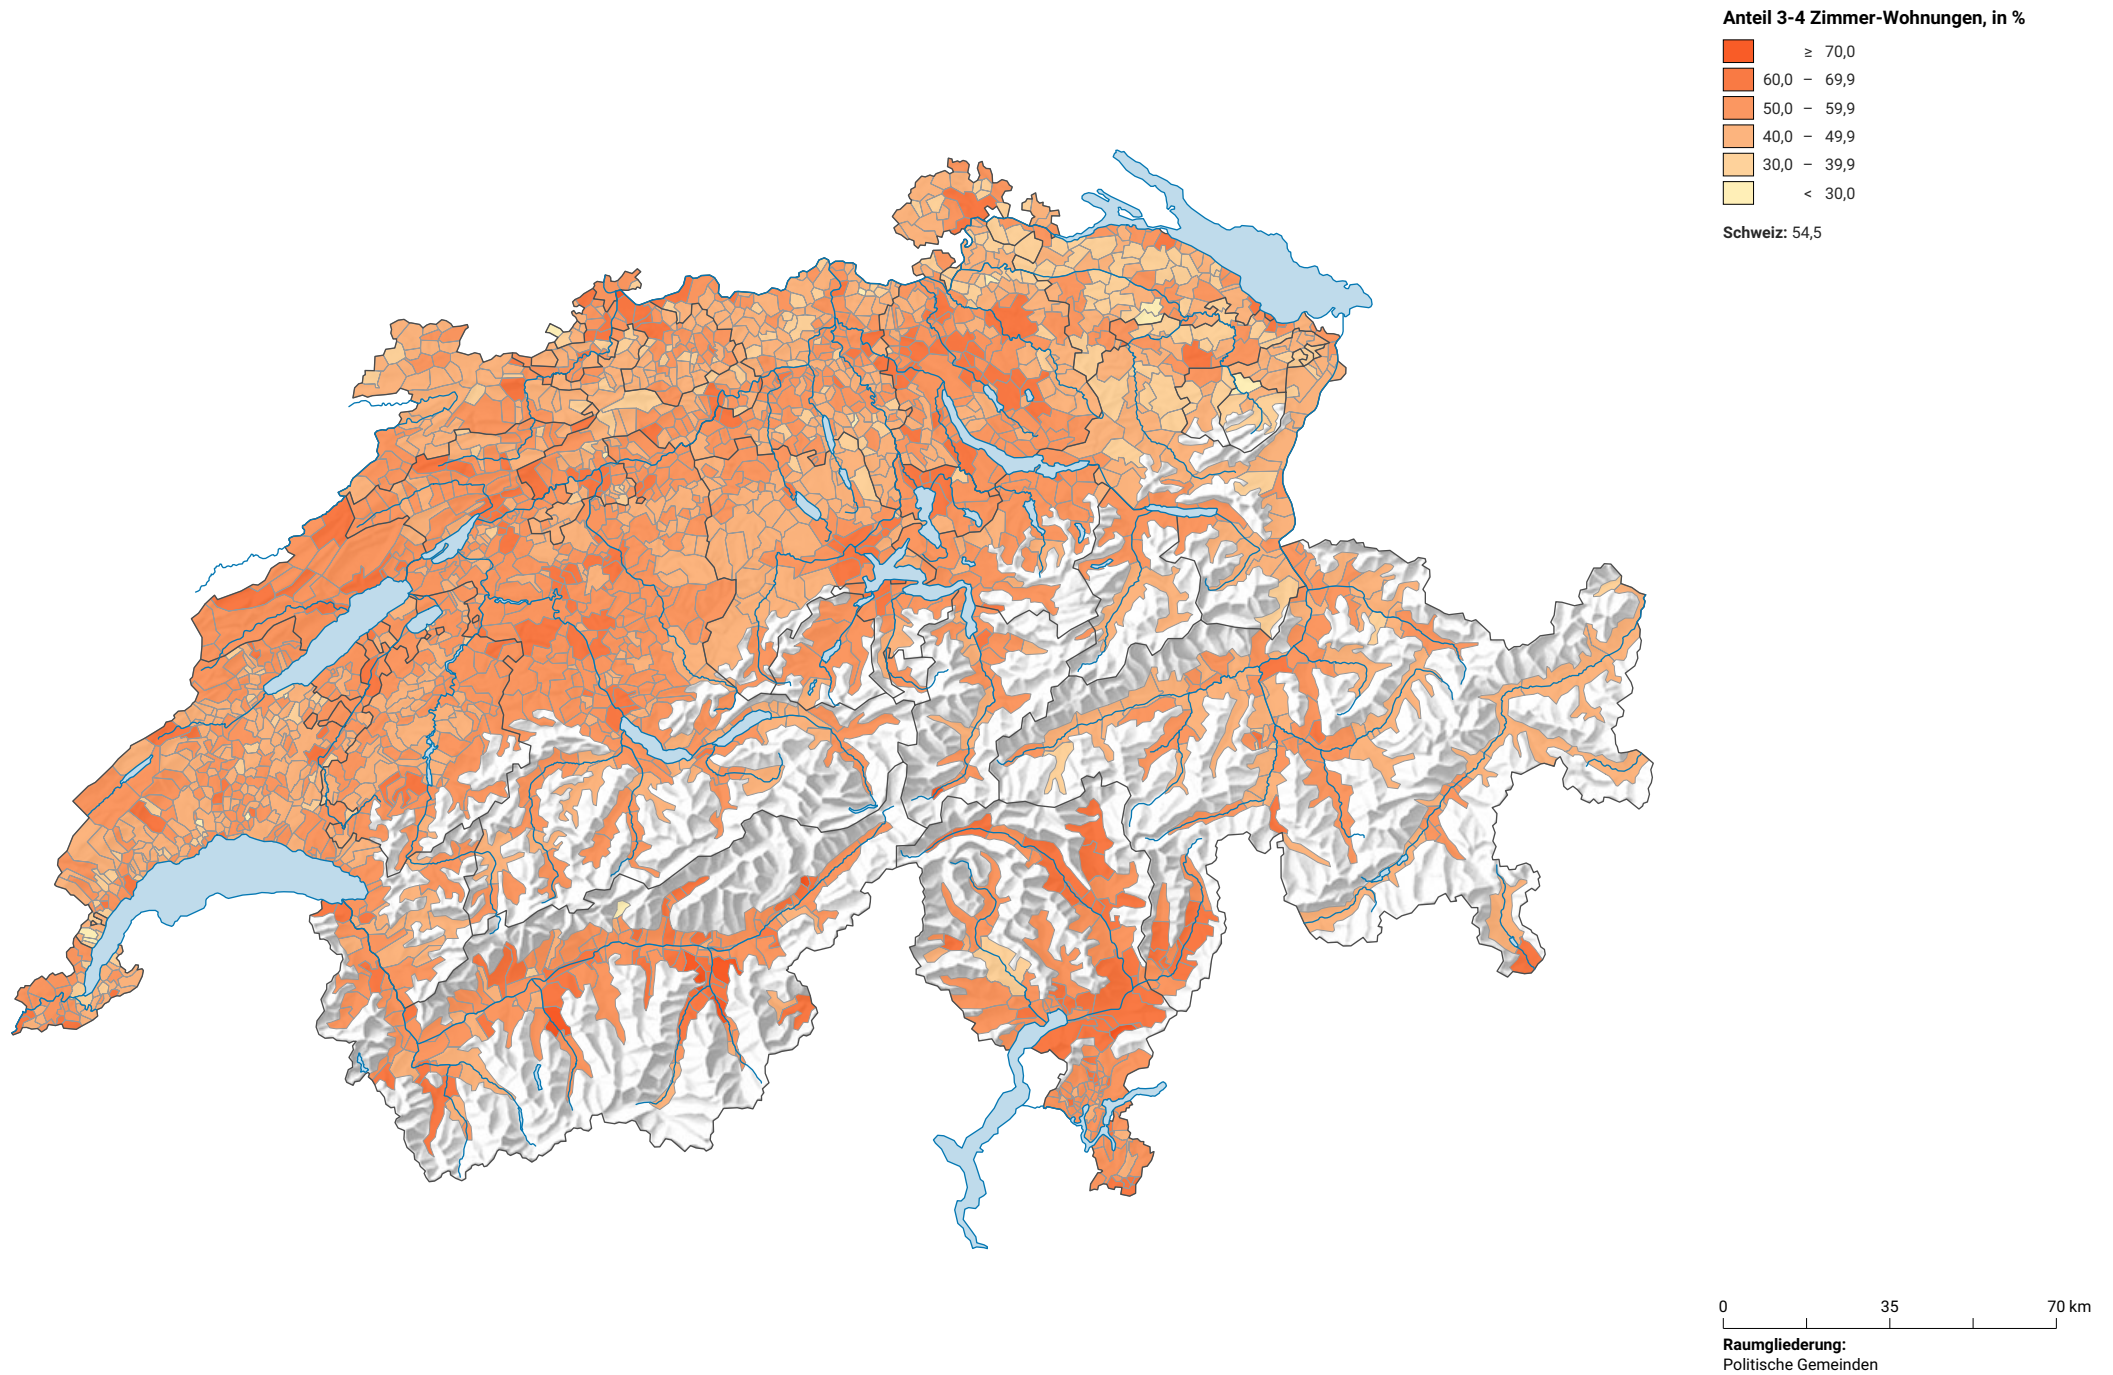 Anteil 3-4 Zimmer-Wohnungen, in %
≥ 70,0
60,0 – 69,9
50,0 – 59,9
40,0 – 49,9
30,0 – 39,9
< 30,0
Schweiz: 54,5
0 35 70 km
Raumgliederung:
Politische Gemeinden